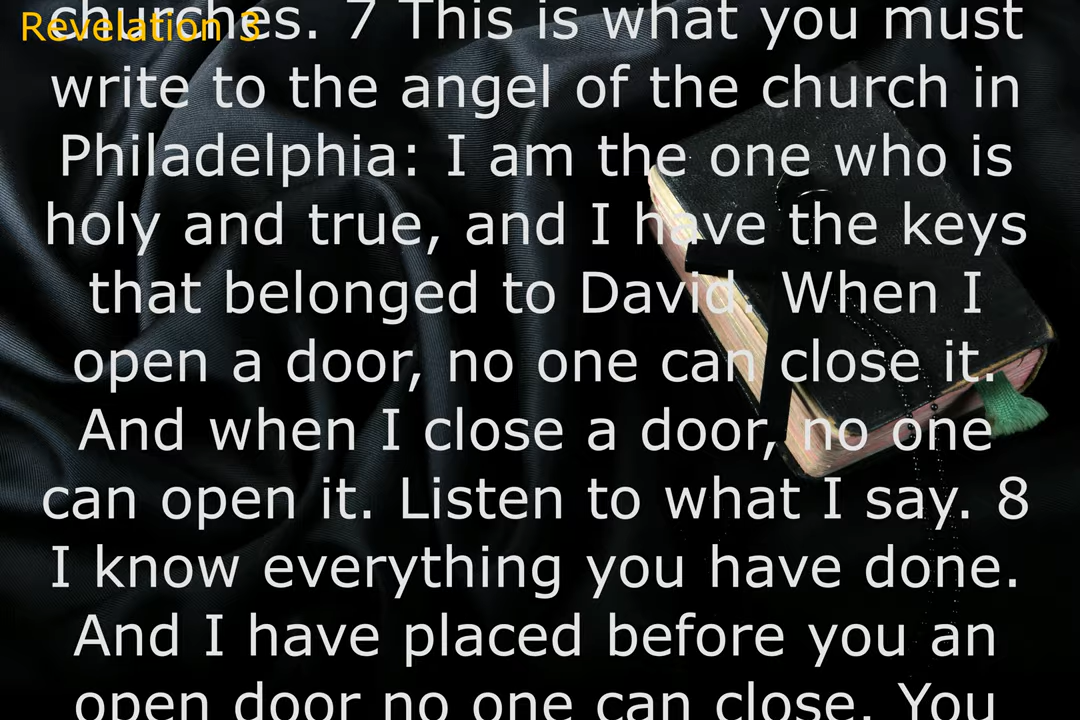 Revelation 3
churches. 7 This is what you must
write to the angel of the church in
Philadelphia: I am the one who is
holy and true, and I have the keys
that belonged to David. When I
open a door, no one can close it.
And when I close a door, no one
can open it. Listen to what I say. 8
I know everything you have done.
And I have placed before you an
open door no one can close. You